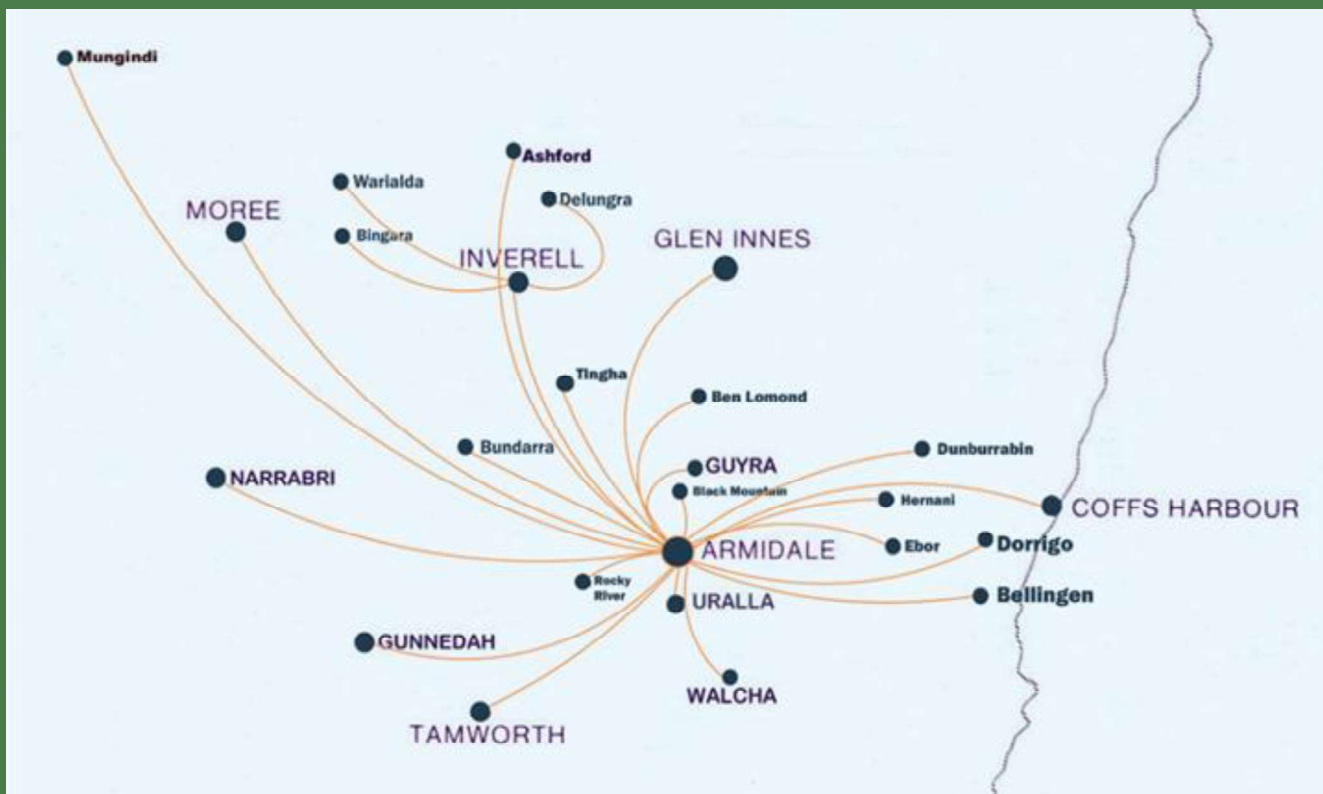 Mungindi
Ashford
Warialda
Delungra
MOREE
Bingara
GLEN INNES
INVERELL
Tingha
Ben Lomond
Bundarra
Dunburrabin
GUYRA
NARRABRI
Black Mountain
Hernani
COFFS HARBOUR
ARMIDALE
Ebor
Dorrigo
Rocky
River
Bellingen
URALLA
GUNNEDAH
WALCHA
TAMWORTH